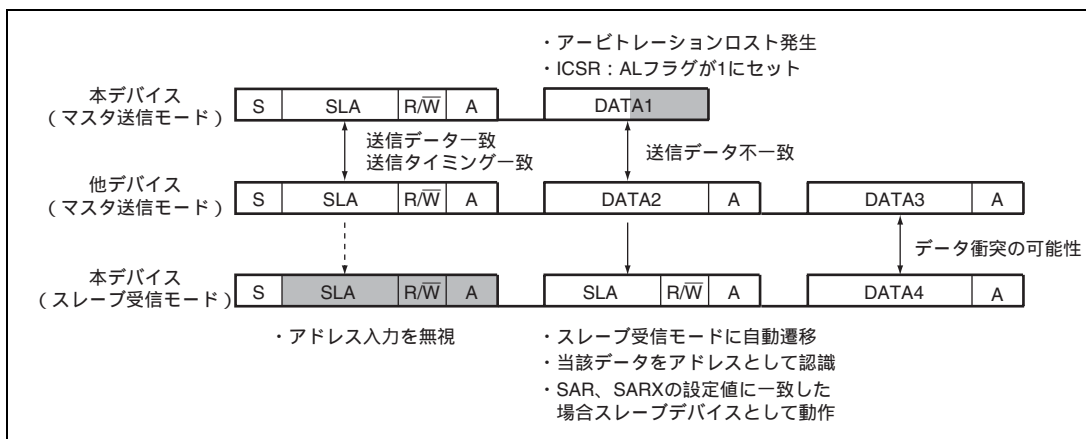 ・アービトレーションロスト発生
・ICSR：ALフラグが1にセット
本デバイス
（マスタ送信モード）
S SLA R/W̅ A DATA1
送信データ一致
送信タイミング一致
送信データ不一致
他デバイス
（マスタ送信モード）
S SLA R/W̅ A DATA2 A DATA3 A
データ衝突の可能性
本デバイス
（スレーブ受信モード）
S SLA R/W̅ A SLA R/W̅ A DATA4 A
・アドレス入力を無視
・スレーブ受信モードに自動遷移
・当該データをアドレスとして認識
・SAR、SARXの設定値に一致した
場合スレーブデバイスとして動作